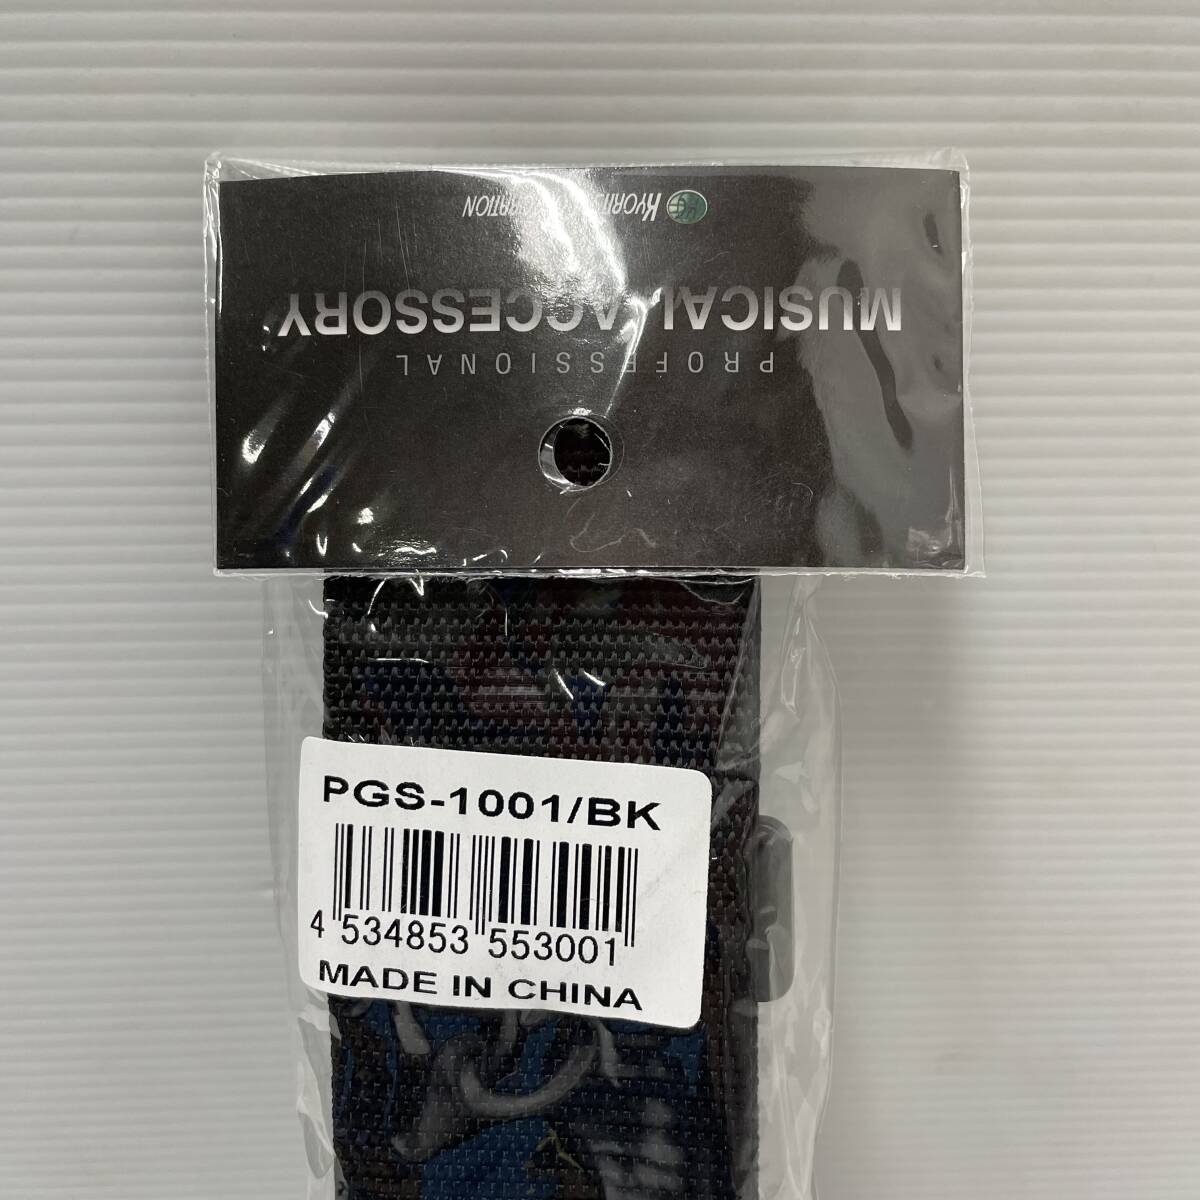 PROFESSIONAL
MUSICAL ACCESSORY
PGS-1001/BK
4 534853 553001
MADE IN CHINA